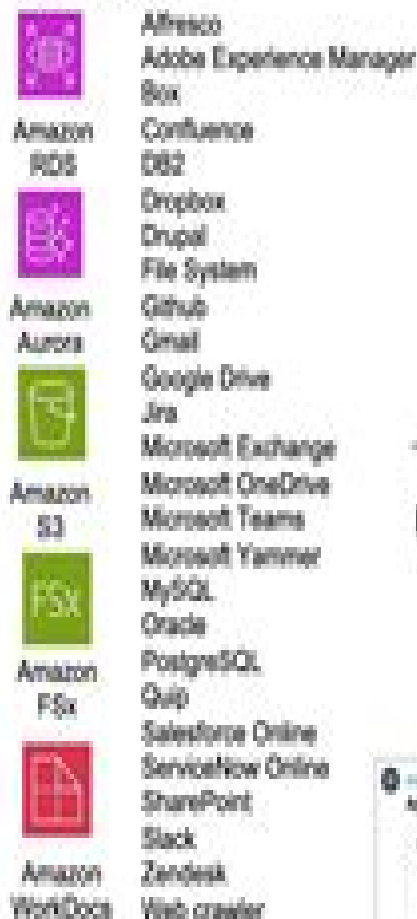 Amazon
RDS
Amazon
Aurora
Amazon
S3
FSx
Amazon
FSx
Amazon
WorkDocs
Alfresco
Adobe Experience Manager
Box
Confluence
DB2
Dropbox
Drupal
File System
Github
Gmail
Google Drive
Jira
Microsoft Exchange
Microsoft OneDrive
Microsoft Teams
Microsoft Yammer
MySQL
Oracle
PostgreSQL
Quip
Salesforce Online
ServiceNow Online
SharePoint
Slack
Zendesk
Web crawler